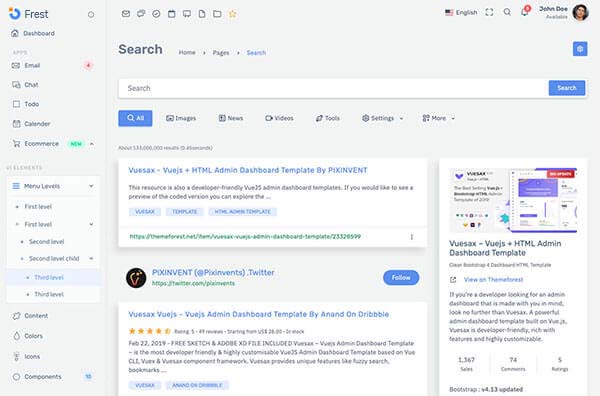 Frest
English
John Doe
Available
Dashboard
APPS
Email
4
Chat
Todo
Calender
Ecommerce
NEW
UI ELEMENTS
Menu Levels
First level
First level
Second level
Second level child
Third level
Third level
Content
Colors
Icons
Components
10
Search
Home
Pages
Search
Search
Search
All
Images
News
Videos
Tools
Settings
More
About 133,000,000 results (0.45seconds)
Vuesax - Vuejs + HTML Admin Dashboard Template By PIXINVENT
This resource is also a developer-friendly VueJS admin dashboard templates. If you would like to see a
preview of the coded version you can explore the ...
VUESAX
TEMPLATE
HTML ADMIN TEMPLATE
https://themeforest.net/item/vuesax-vuejs-admin-dashboard-template/23328599
PIXINVENT (@Pixinvents) .Twitter
https://twitter.com/pixinvents
Follow
Vuesax Vuejs - Vuejs Admin Dashboard Template By Anand On Dribbble
Rating: 5 - 49 reviews - Starting from US$ 26.00 - In stock
Feb 22, 2019 - FREE SKETCH & ADOBE XD FILE INCLUDED Vuesax – Vuejs Admin Dashboard Template
– is the most developer friendly & highly customisable VueJS Admin Dashboard Template based on Vue
CLI, Vuex & Vuesax component framework. Vuesax provides unique features like fuzzy search,
bookmarks ....
VUESAX
ANAND ON DRIBBBLE
VUESAX
The Best Selling Vuejs +
Bootstrap HTML Admin
Template of 2019
Vuesax – Vuejs + HTML Admin
Dashboard Template
Clean Bootstrap 4 Dashboard HTML Template
View on Themeforest
If you're a developer looking for an admin
dashboard that is made with you in mind,
look no further than Vuesax. A powerful
admin dashboard template built on Vue.js,
Vuesax is developer-friendly, rich with
features and highly customizable.
1,367
Sales
74
Comments
5
Ratings
Bootstrap : v4.13 updated